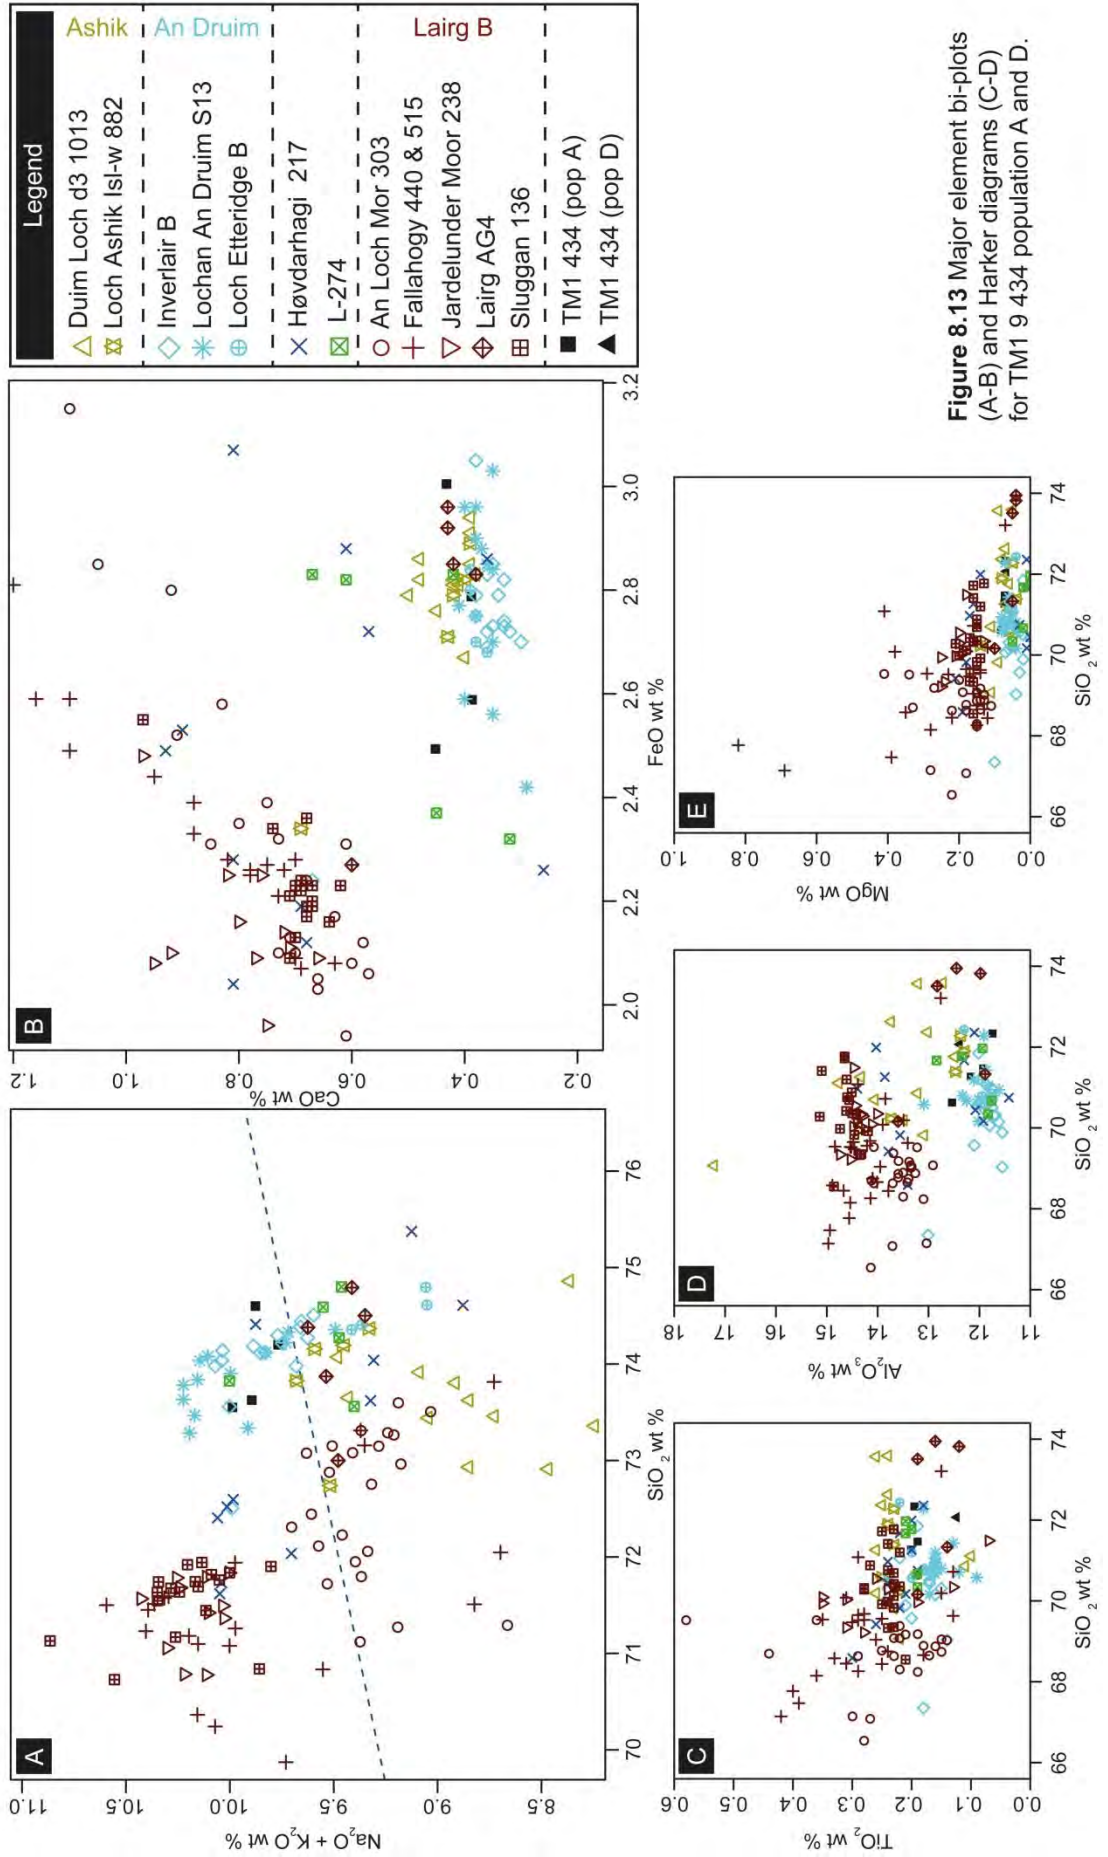 A
11.0
10.5
10.0
9.5
9.0
8.5
Na2O + K2O wt %
70
71
72
73
74
75
76
SiO2 wt %
B
1.2
1.0
0.8
0.6
0.4
0.2
CaO wt %
2.0
2.2
2.4
2.6
2.8
3.0
3.2
FeO wt %
Legend
Duim Loch d3 1013
Loch Ashik Isl-w 882
Ashik
Inverlair B
Lochan An Druim S13
Loch Etteridge B
An Druim
Høvdarhagi 217
L-274
An Loch Mor 303
Fallahogy 440 & 515
Jardelunder Moor 238
Lairg AG4
Sluggan 136
Lairg B
TM1 434 (pop A)
TM1 434 (pop D)
C
0.6
0.5
0.4
0.3
0.2
0.1
0.0
TiO2 wt %
66
68
70
72
74
SiO2 wt %
D
18
17
16
15
14
13
12
11
Al2O3 wt %
66
68
70
72
74
SiO2 wt %
E
1.0
0.8
0.6
0.4
0.2
0.0
MgO wt %
66
68
70
72
74
SiO2 wt %
Figure 8.13 Major element bi-plots
(A-B) and Harker diagrams (C-D)
for TM1 9 434 population A and D.